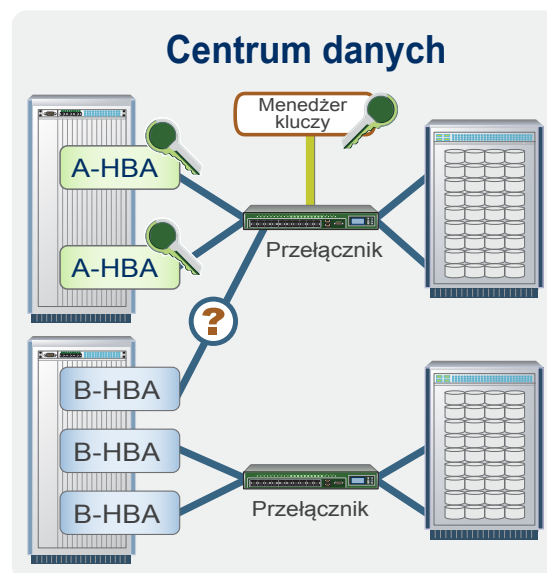 Centrum danych
Menedżer
kluczy
A-HBA
Przełącznik
A-HBA
?
B-HBA
B-HBA
B-HBA
Przełącznik